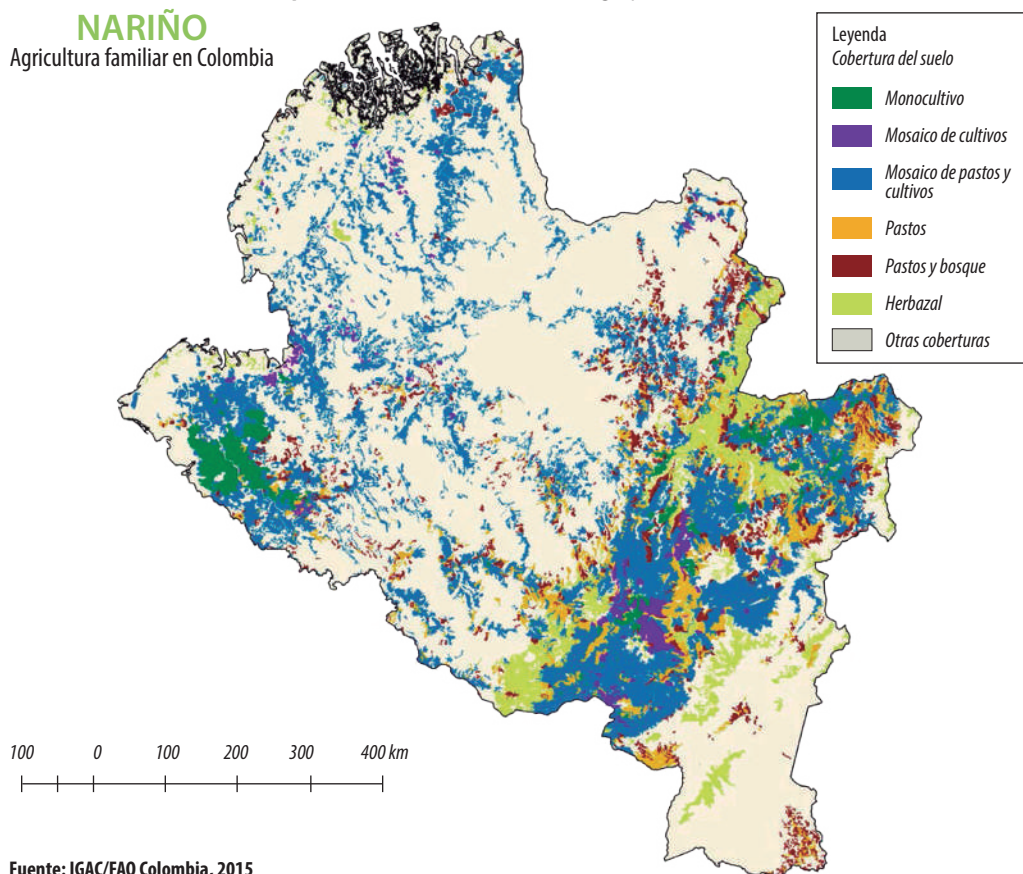 NARIÑO
Agricultura familiar en Colombia
Leyenda
Cobertura del suelo
Monocultivo
Mosaico de cultivos
Mosaico de pastos y
cultivos
Pastos
Pastos y bosque
Herbazal
Otras coberturas
100 0 100 200 300 400 km
Fuente: IGAC/FAO Colombia, 2015